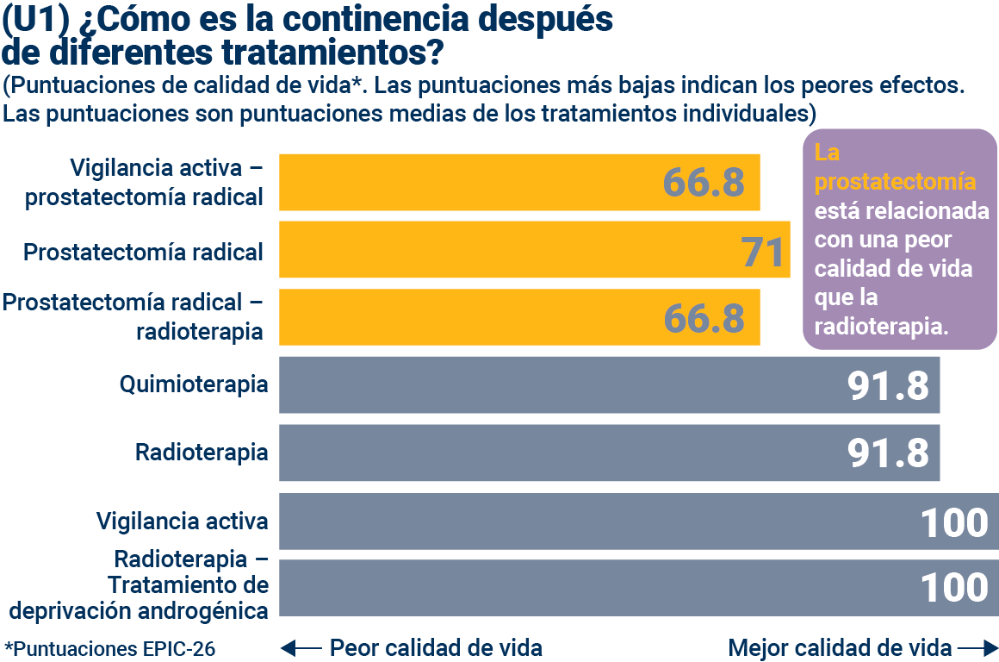 (U1) ¿Cómo es la continencia después
de diferentes tratamientos?
(Puntuaciones de calidad de vida*. Las puntuaciones más bajas indican los peores efectos.
Las puntuaciones son puntuaciones medias de los tratamientos individuales)
La
prostatectomía
está relacionada
con una peor
calidad de vida
que la
radioterapia.
Vigilancia activa –
prostatectomía radical
66.8
Prostatectomía radical
71
Prostatectomía radical –
radioterapia
66.8
Quimioterapia
91.8
Radioterapia
91.8
Vigilancia activa
100
Radioterapia –
Tratamiento de
deprivación androgénica
100
*Puntuaciones EPIC-26
Peor calidad de vida
Mejor calidad de vida